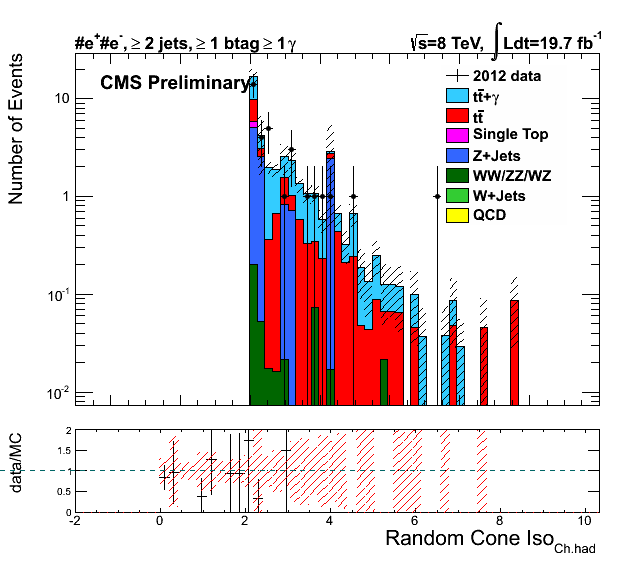 #e⁺#e⁻, ≥ 2 jets, ≥ 1 btag ≥ 1 γ
√s=8 TeV, ∫ Ldt=19.7 fb⁻¹
CMS Preliminary
2012 data
tt̄+γ
tt̄
Single Top
Z+Jets
WW/ZZ/WZ
W+Jets
QCD
Number of Events
10
1
10⁻¹
10⁻²
data/MC
2
1.5
1
0.5
0
-2 0 2 4 6 8 10
Random Cone Iso_Ch.had